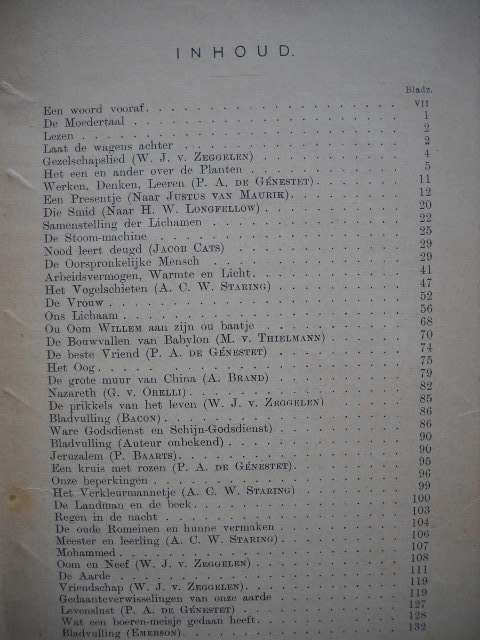 INHOUD.
Bladz.
Een woord vooraf. VII
De Moedertaal 1
Lezen 2
Laat de wagens achter 2
Gezelschapslied (W. J. v. Zeggelen) 4
Het een en ander over de Planten 5
Werken, Denken, Leeren (P. A. de Génestet) 11
Een Presentje (Naar Justus van Maurik) 12
Die Smid (Naar H. W. Longfellow) 20
Samenstelling der Lichamen 22
De Stoom-machine 25
Nood leert deugd (Jacob Cats) 29
De Oorspronkelijke Mensch 29
Arbeidsvermogen, Warmte en Licht. 41
Het Vogelschieten (A. C. W. Staring) 47
De Vrouw 52
Ons Lichaam 56
Ou Oom Willem aan zijn ou baatje 68
De Bouwvallen van Babylon (M. v. Thielmann) 70
De beste Vriend (P. A. de Génestet) 74
Het Oog 75
De grote muur van China (A. Brand) 79
Nazareth (G. v. Orelli) 82
De prikkels van het leven (W. J. v. Zeggelen) 85
Bladvulling (Bacon) 86
Ware Godsdienst en Schijn-Godsdienst) 86
Bladvulling (Auteur onbekend) 90
Jeruzalem (P. Baarts) 90
Een kruis met rozen (P. A. de Génestet) 95
Onze beperkingen 96
Het Verkleurmannetje (A. C. W. Staring) 99
De Landman en de beek 100
Regen in de nacht 103
De oude Romeinen en hunne vermaken 104
Meester en leerling (A. C. W. Staring) 106
Mohammed 107
Oom en Neef (W. J. v. Zeggelen) 108
De Aarde 111
Vriendschap (W. J. v. Zeggelen) 119
Gedaanteverwisselingen van onze aarde 119
Levenslust (P. A. de Génestet) 127
Wat een boeren-meisje gedaan heeft 128
Bladvulling (Emerson) 132